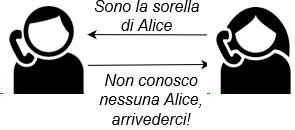 Sono la sorella
di Alice
Non conosco
nessuna Alice,
arrivederci!